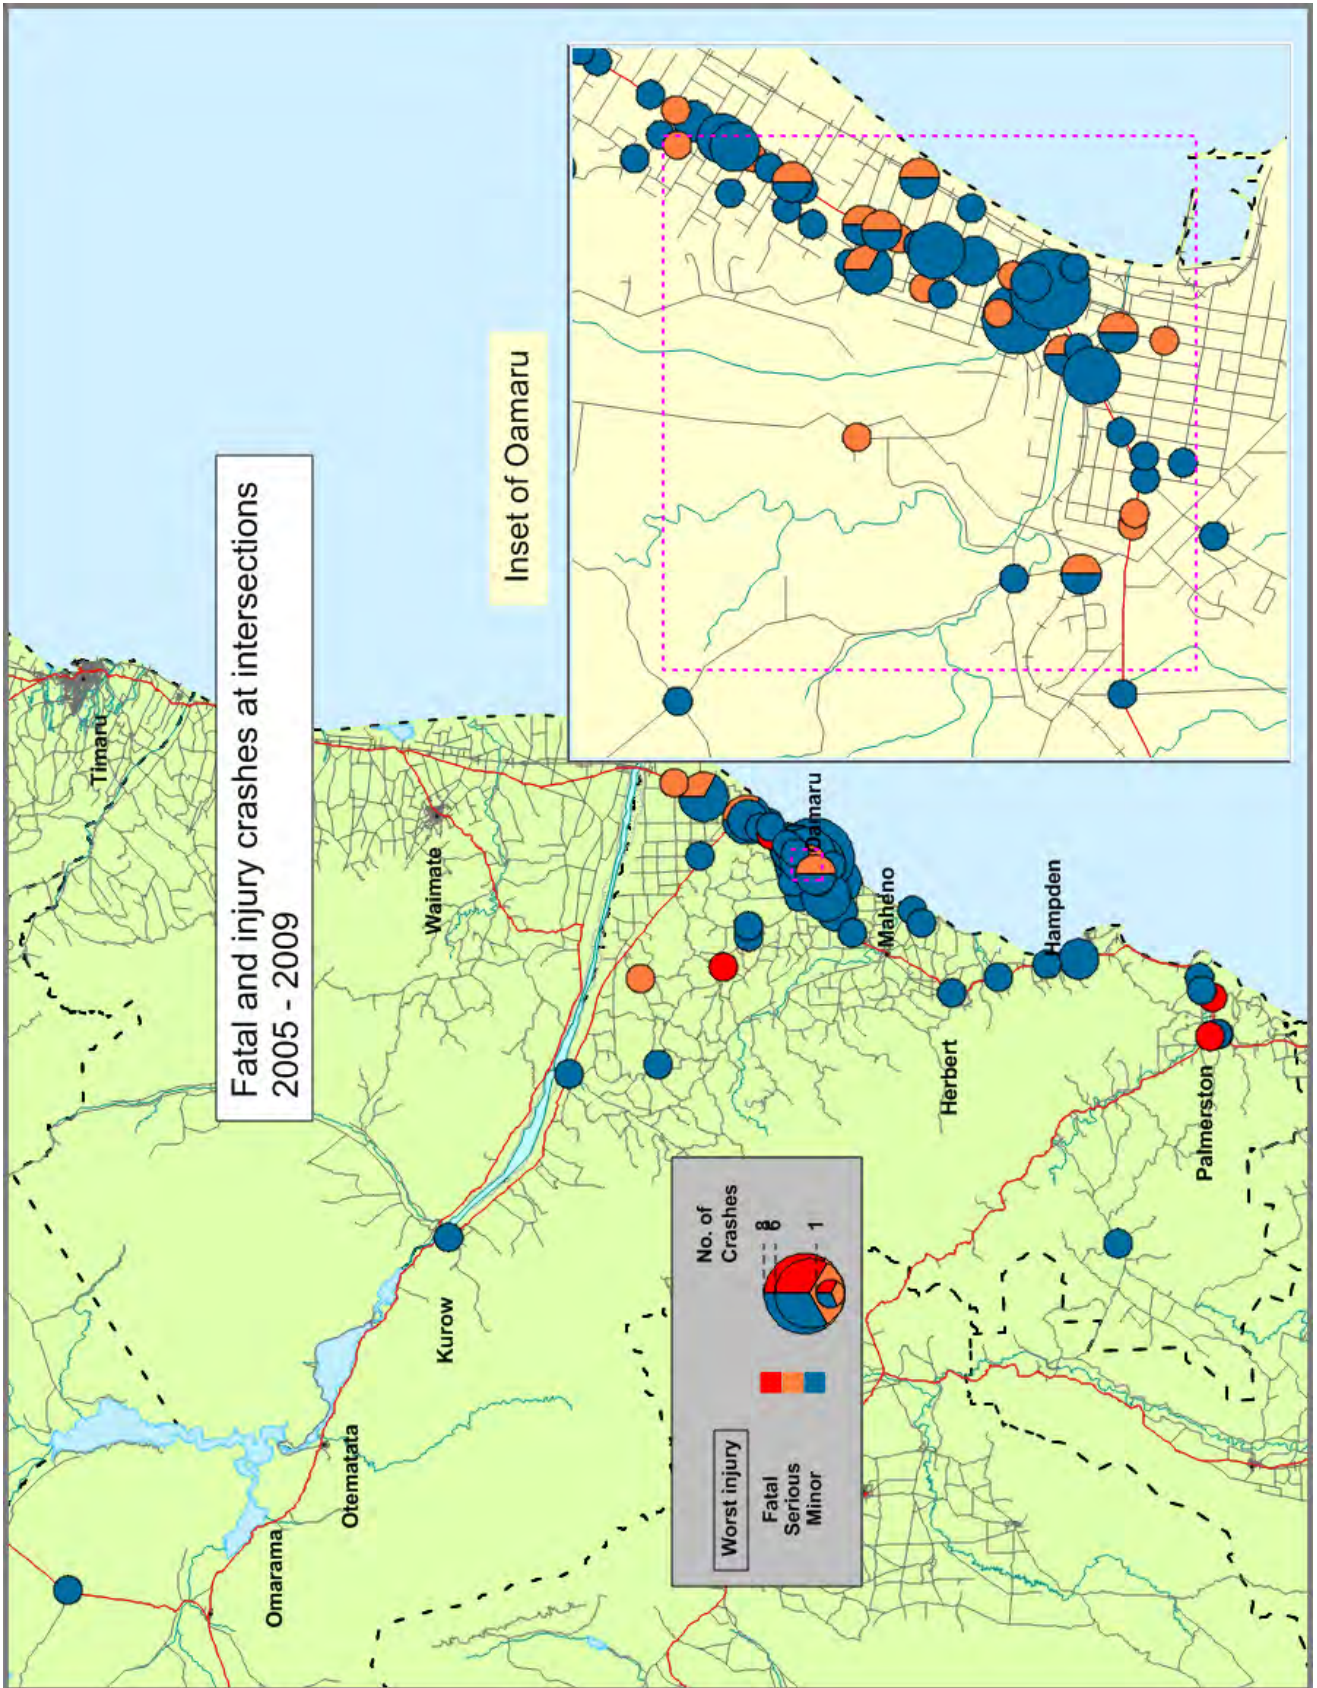 Fatal and injury crashes at intersections
2005 - 2009
Inset of Oamaru
Timaru
Waimate
Oamaru
Maheno
Hampden
Herbert
Palmerston
Kurow
Otematata
Omarama
No. of
Crashes
8
6
1
Worst injury
Fatal
Serious
Minor